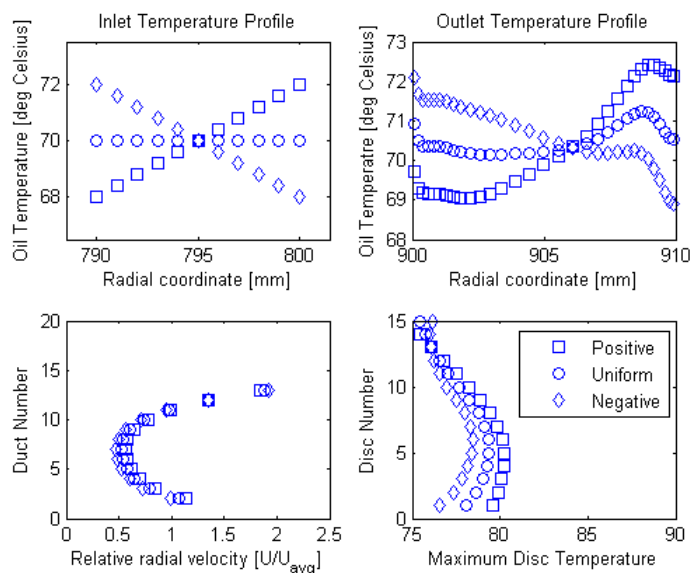 Inlet Temperature Profile
Oil Temperature [deg Celsius]
72
70
68
790 795 800
Radial coordinate [mm]
Outlet Temperature Profile
Oil Temperatre [deg Celsius]
73
72
71
70
69
68
900 905 910
Radial coordinate [mm]
Duct Number
20
15
10
5
0
0 0.5 1 1.5 2 2.5
Relative radial velocity [U/U_avg]
Disc Number
15
10
5
0
75 80 85 90
Maximum Disc Temperature
Positive
Uniform
Negative